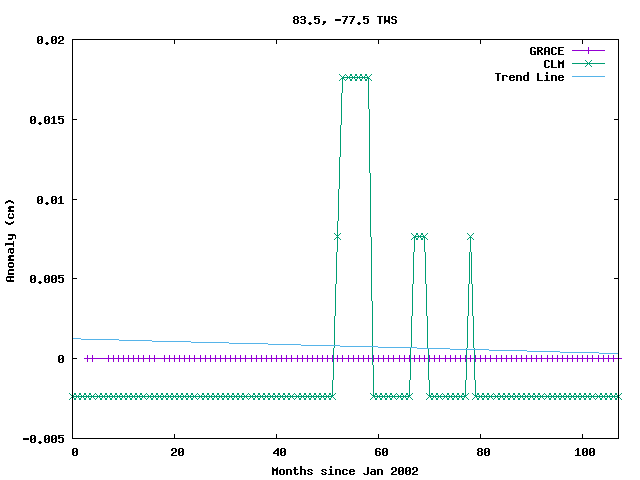 83.5, -77.5 TWS
GRACE
CLM
Trend Line
0.02
0.015
0.01
0.005
0
-0.005
Anomaly (cm)
0 20 40 60 80 100
Months since Jan 2002